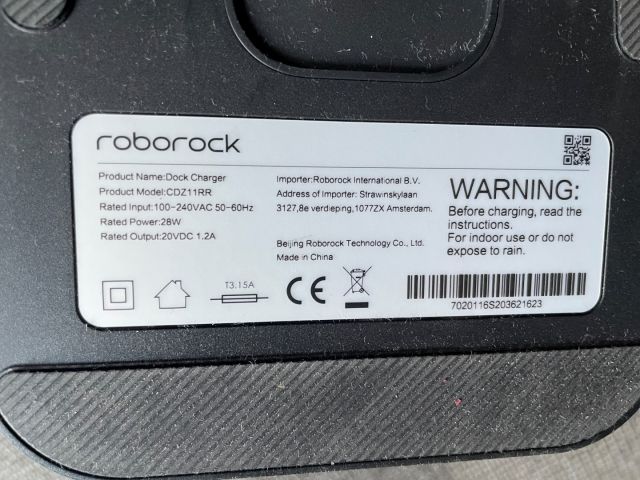 roborock
Product Name:Dock Charger
Product Model:CDZ11RR
Rated Input:100-240VAC 50-60Hz
Rated Power:28W
Rated Output:20VDC 1.2A
Importer:Roborock International B.V.
Address of Importer: Strawinskylaan
3127,8e verdieping,1077ZX Amsterdam.
Beijing Roborock Technology Co., Ltd.
Made in China
WARNING:
Before charging, read the
instructions.
For indoor use or do not
expose to rain.
T3.15A
CE
7020116S203621623